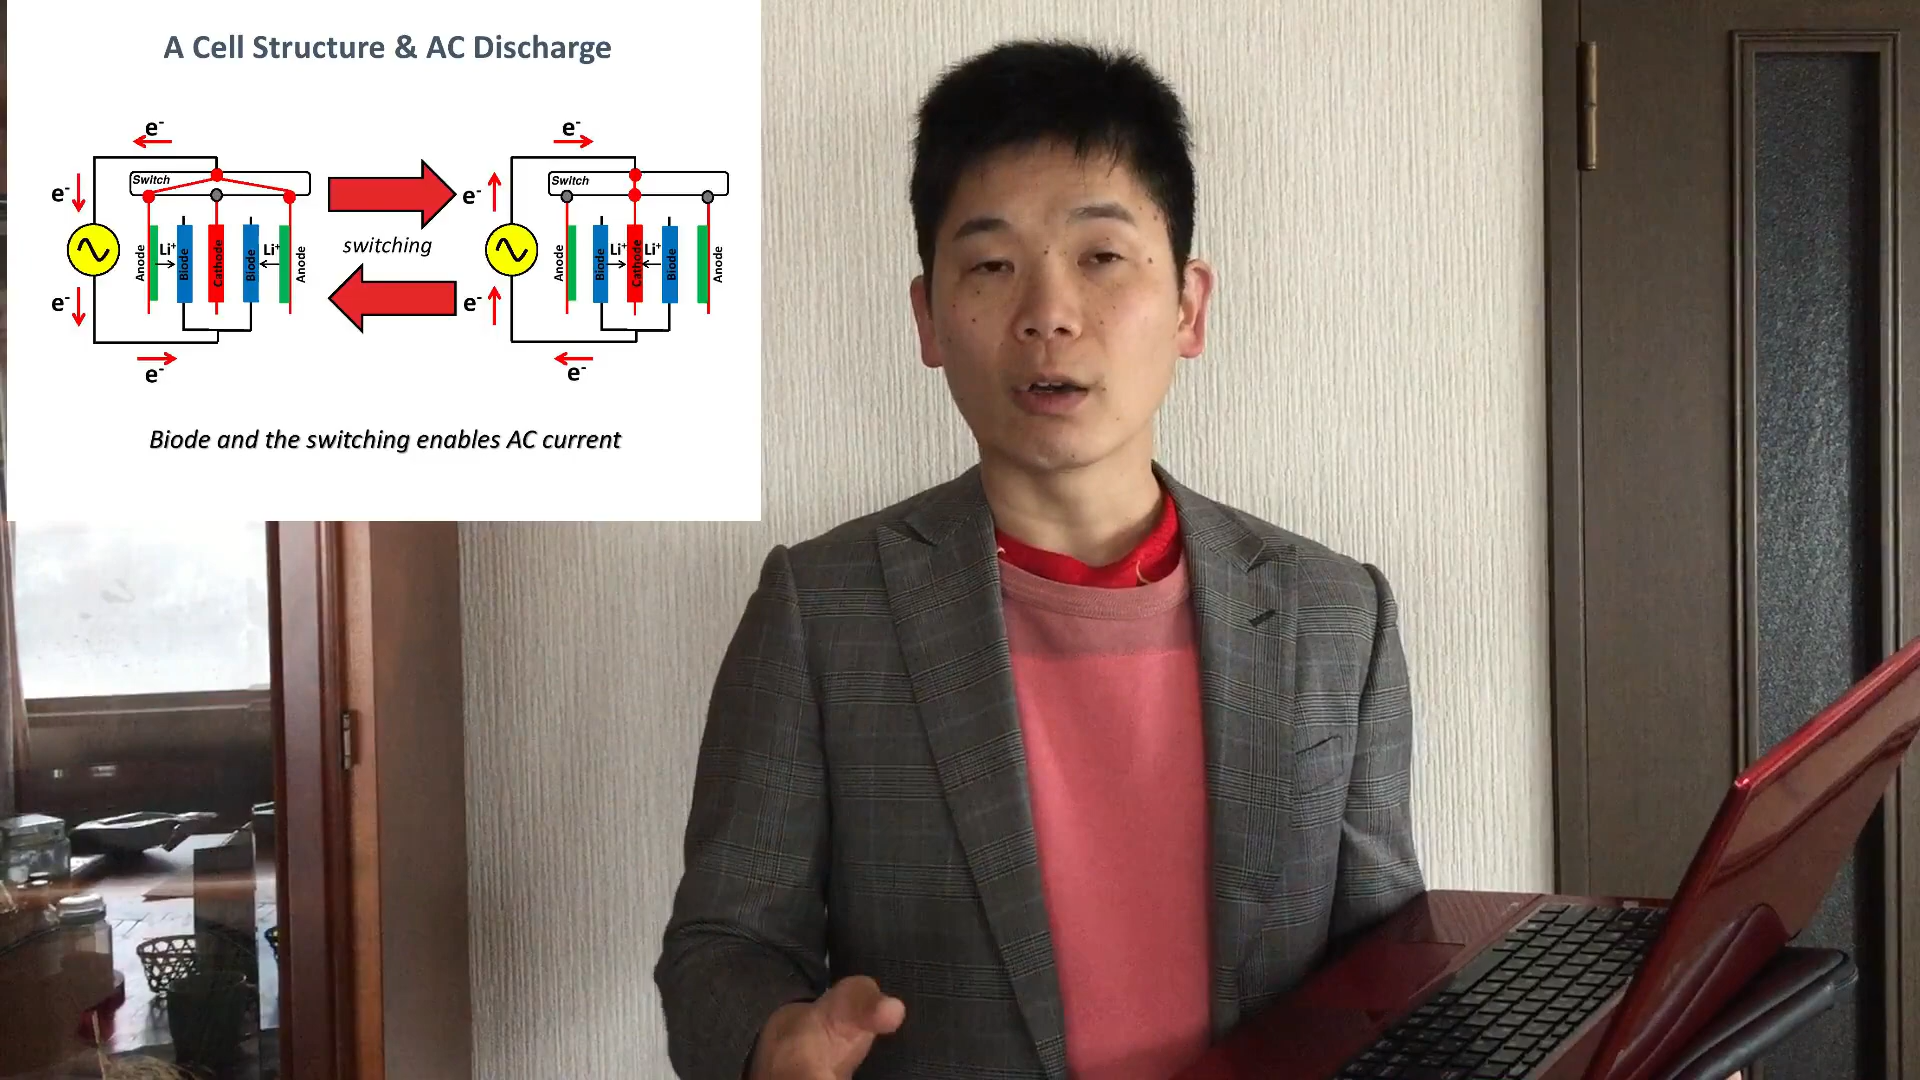 A Cell Structure & AC Discharge
e-
e-
Switch
Switch
e-
e-
switching
Anode
Li+
Biode
Cathode
Biode
Li+
Anode
Anode
Biode
Li+
Cathode
Li+
Biode
Anode
e-
e-
e-
e-
Biode and the switching enables AC current